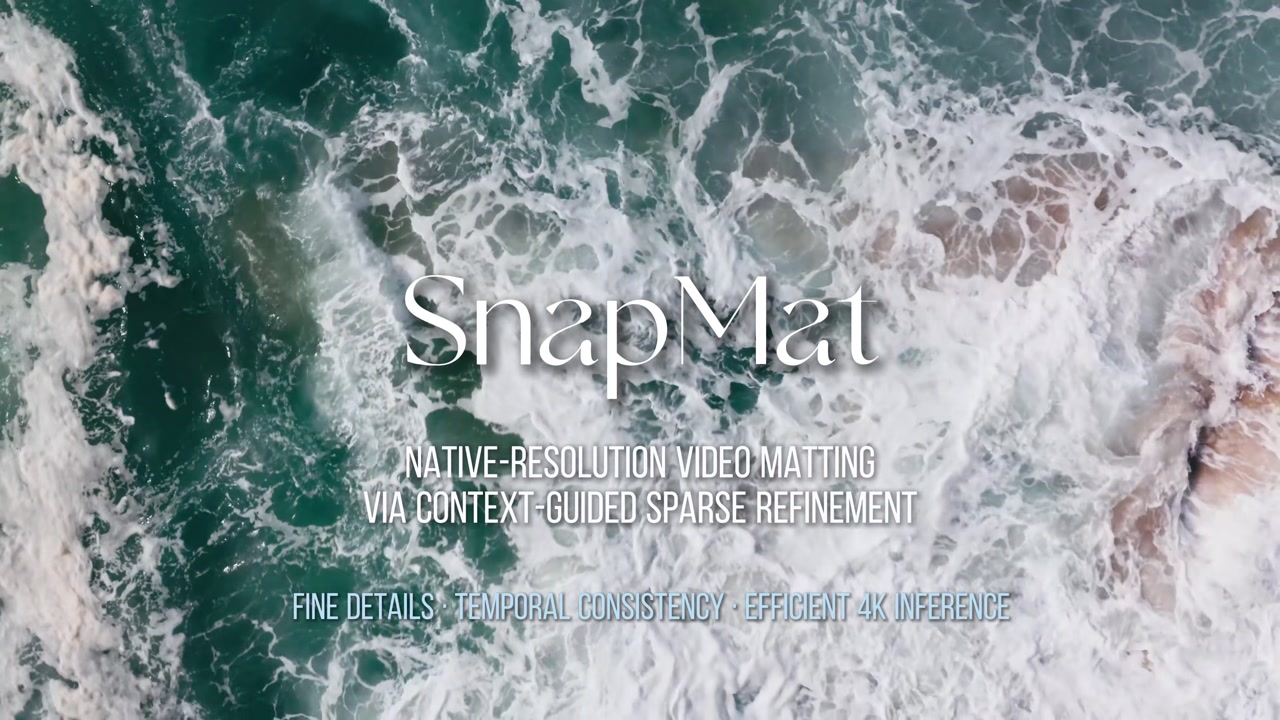 SnapMat
NATIVE-RESOLUTION VIDEO MATTING
VIA CONTEXT-GUIDED SPARSE REFINEMENT
FINE DETAILS · TEMPORAL CONSISTENCY · EFFICIENT 4K INFERENCE